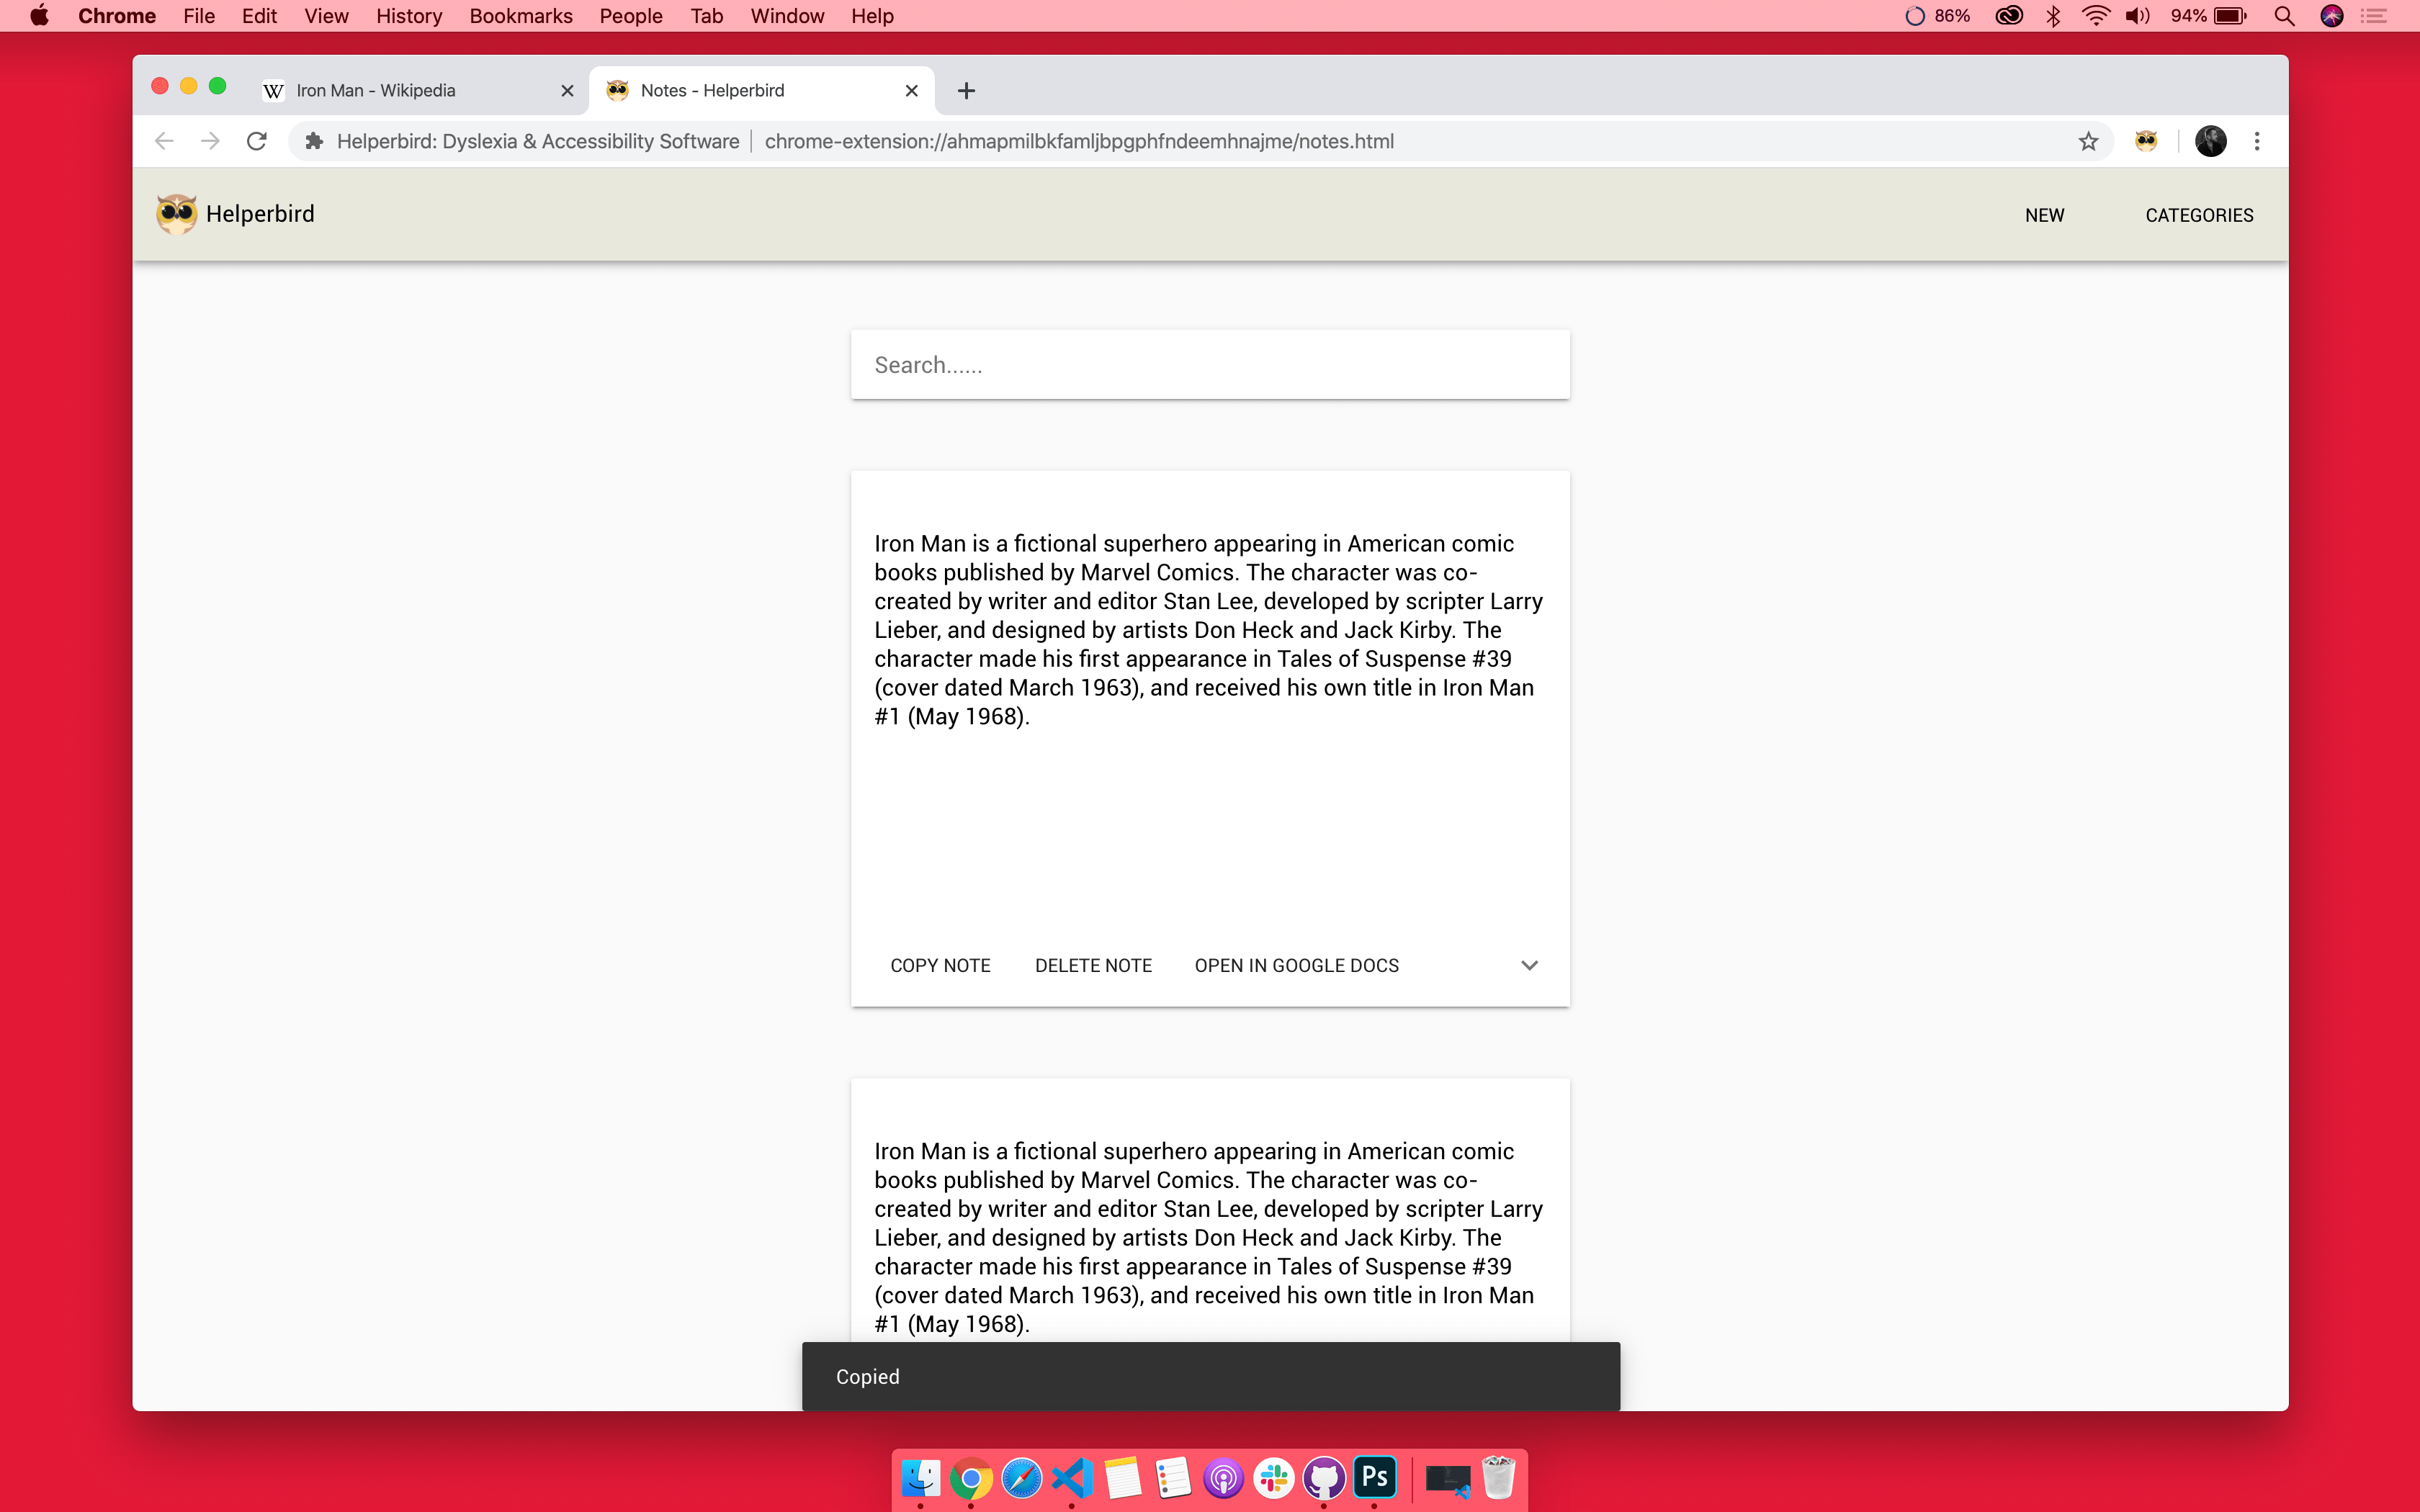 Chrome File Edit View History Bookmarks People Tab Window Help 86% 94%
W Iron Man - Wikipedia Notes - Helperbird
Helperbird: Dyslexia & Accessibility Software chrome-extension://ahmapmilbkfamljbpgphfndeemhnajme/notes.html
Helperbird NEW CATEGORIES
Search......
Iron Man is a fictional superhero appearing in American comic
books published by Marvel Comics. The character was co-
created by writer and editor Stan Lee, developed by scripter Larry
Lieber, and designed by artists Don Heck and Jack Kirby. The
character made his first appearance in Tales of Suspense #39
(cover dated March 1963), and received his own title in Iron Man
#1 (May 1968).
COPY NOTE DELETE NOTE OPEN IN GOOGLE DOCS
Iron Man is a fictional superhero appearing in American comic
books published by Marvel Comics. The character was co-
created by writer and editor Stan Lee, developed by scripter Larry
Lieber, and designed by artists Don Heck and Jack Kirby. The
character made his first appearance in Tales of Suspense #39
(cover dated March 1963), and received his own title in Iron Man
#1 (May 1968).
Copied
Ps